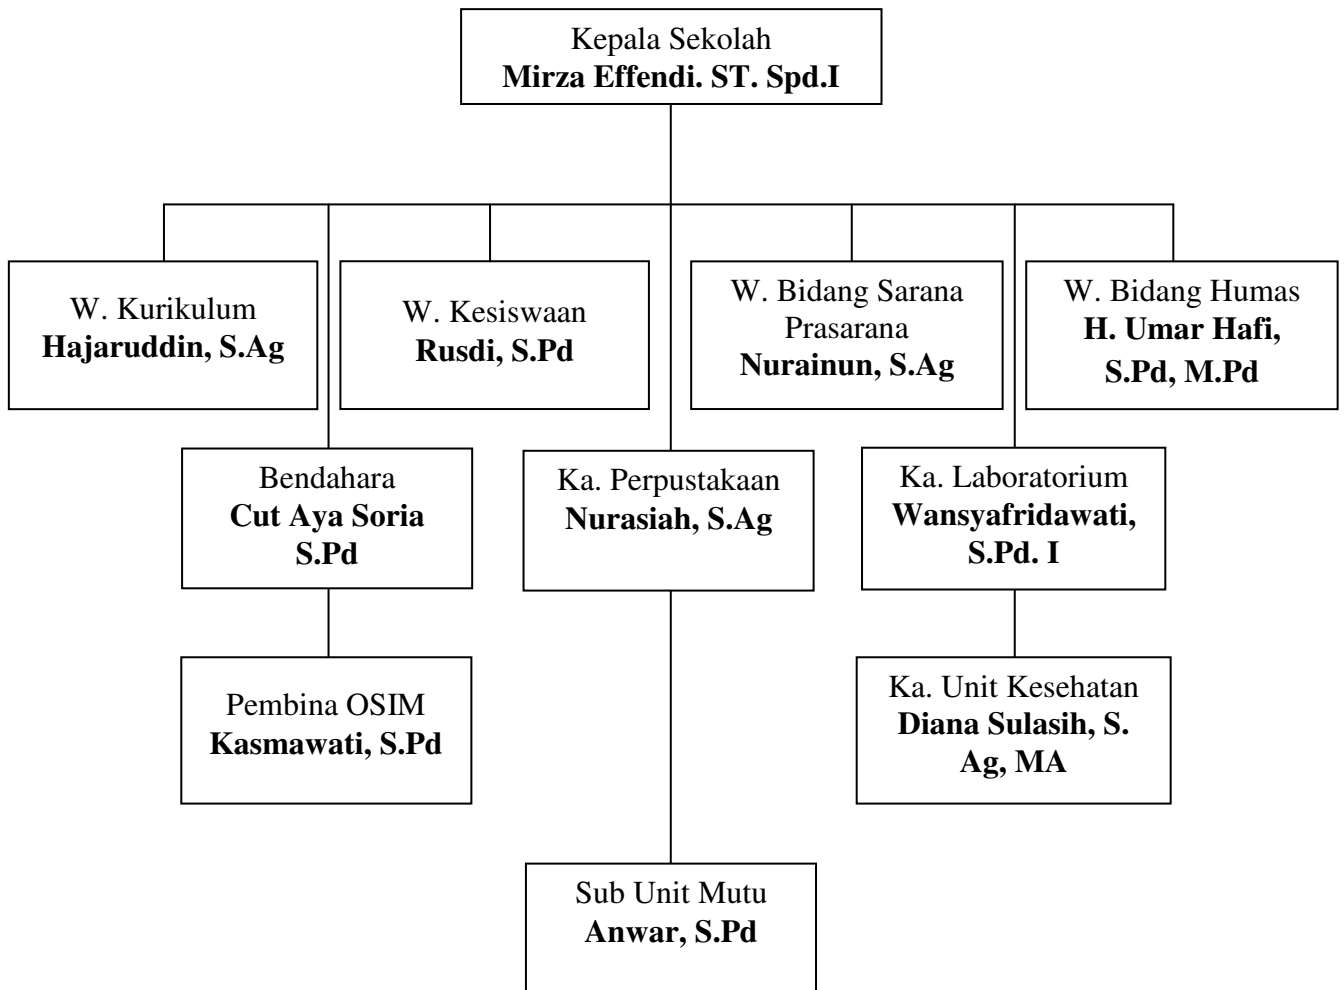 Kepala Sekolah
Mirza Effendi. ST. Spd.I
W. Kurikulum
Hajaruddin, S.Ag
W. Kesiswaan
Rusdi, S.Pd
W. Bidang Sarana
Prasarana
Nurainun, S.Ag
W. Bidang Humas
H. Umar Hafi,
S.Pd, M.Pd
Bendahara
Cut Aya Soria
S.Pd
Ka. Perpustakaan
Nurasiah, S.Ag
Ka. Laboratorium
Wansyafridawati,
S.Pd. I
Pembina OSIM
Kasmawati, S.Pd
Ka. Unit Kesehatan
Diana Sulasih, S.
Ag, MA
Sub Unit Mutu
Anwar, S.Pd